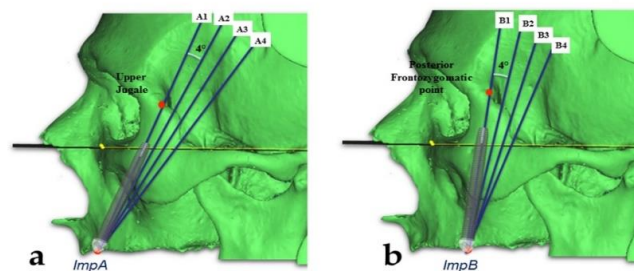 A1
A2
A3
A4
4°
Upper
Jugale
a
ImpA
B1
B2
B3
B4
Posterior
Frontozygomatic
point
4°
b
ImpB